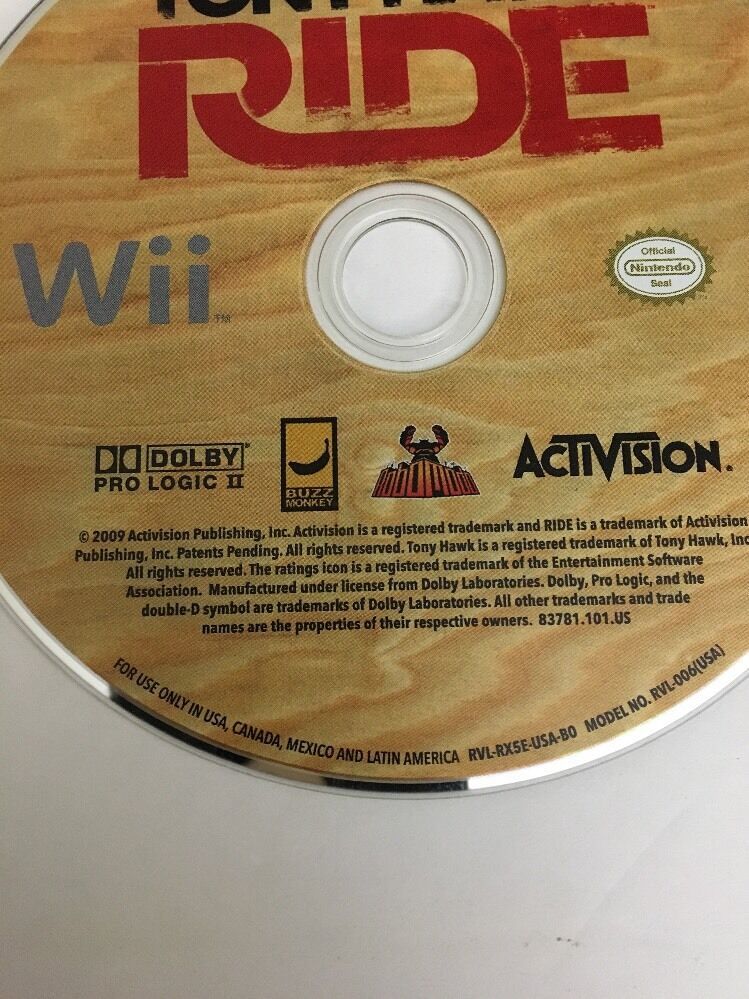 TONY HAWK
RIDE
Wii TM
Official
Nintendo
Seal
DOLBY
PRO LOGIC II
BUZZ
MONKEY
ROBOMODO
ACTIVISION.
© 2009 Activision Publishing, Inc. Activision is a registered trademark and RIDE is a trademark of Activision
Publishing, Inc. Patents Pending. All rights reserved. Tony Hawk is a registered trademark of Tony Hawk, Inc
All rights reserved. The ratings icon is a registered trademark of the Entertainment Software
Association. Manufactured under license from Dolby Laboratories. Dolby, Pro Logic, and the
double-D symbol are trademarks of Dolby Laboratories. All other trademarks and trade
names are the properties of their respective owners. 83781.101.US
FOR USE ONLY IN USA, CANADA, MEXICO AND LATIN AMERICA RVL-RX5E-USA-B0 MODEL NO. RVL-006(USA)